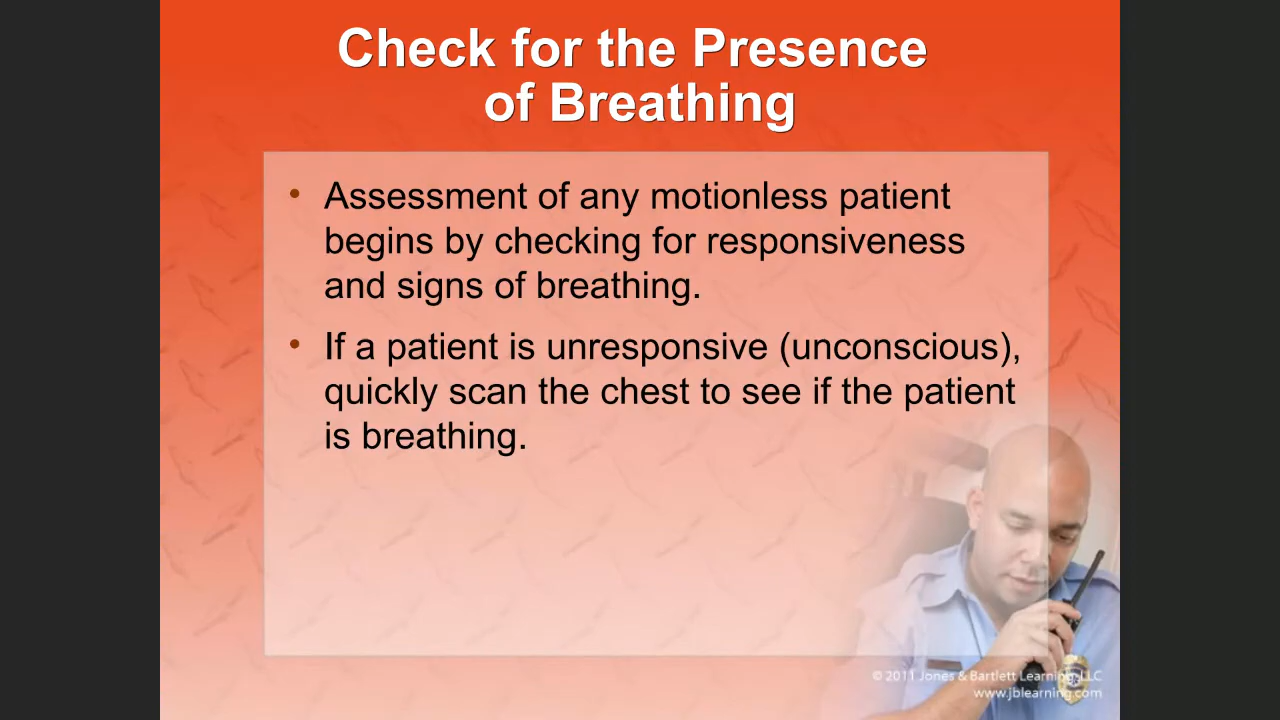 Check for the Presence
of Breathing
• Assessment of any motionless patient
begins by checking for responsiveness
and signs of breathing.
• If a patient is unresponsive (unconscious),
quickly scan the chest to see if the patient
is breathing.
© 2011 Jones & Bartlett Learning, LLC
www.jblearning.com